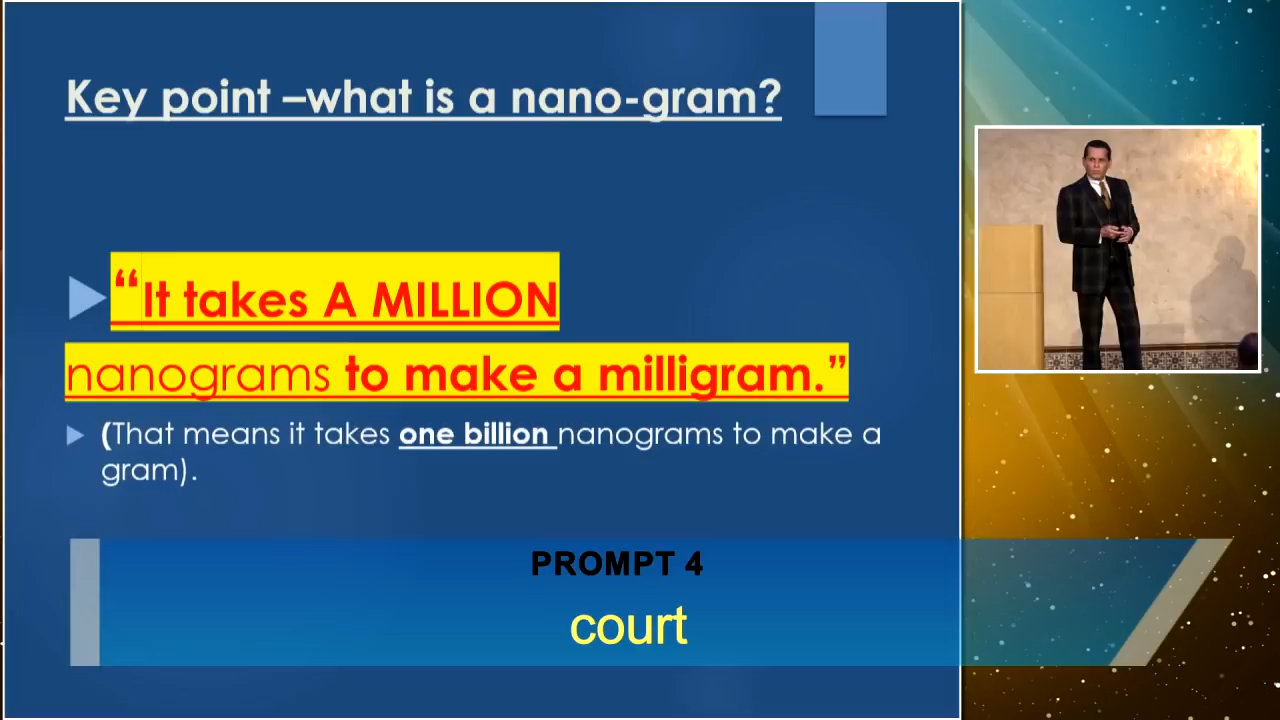 Key point –what is a nano-gram?
“It takes A MILLION
nanograms to make a milligram.”
(That means it takes one billion nanograms to make a
gram).
PROMPT 4
court